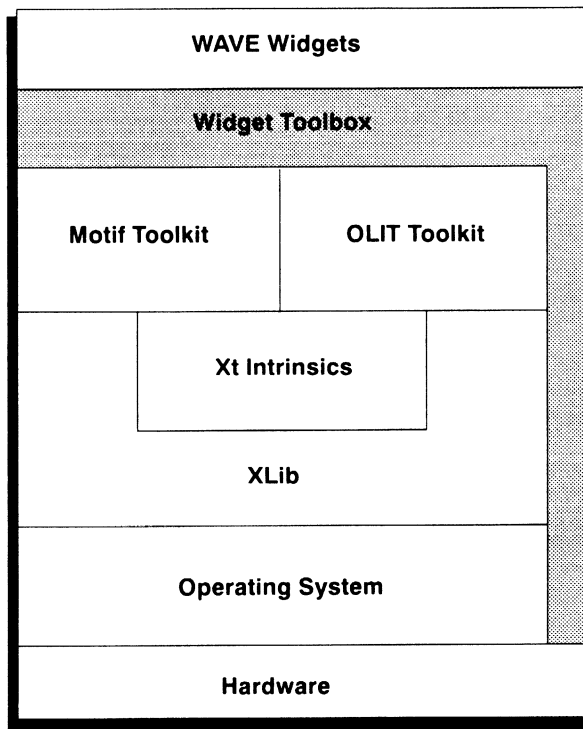 WAVE Widgets
Widget Toolbox
Motif Toolkit
OLIT Toolkit
Xt Intrinsics
XLib
Operating System
Hardware